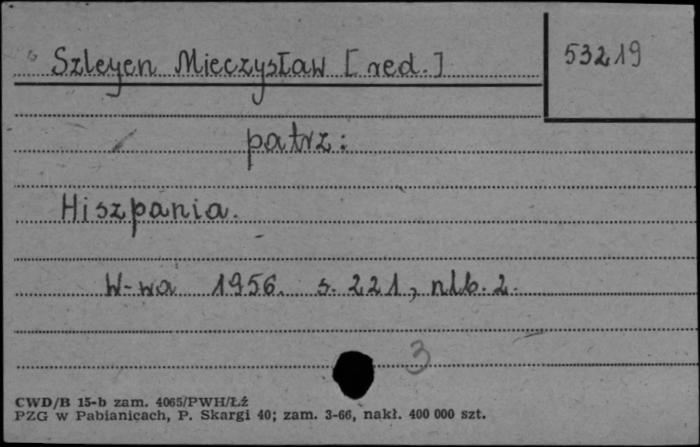 Szleyen Mieczysław [red.]
53219
patrz:
Hiszpania.
W-wa 1956. s. 221, nlb. 2.
3
CWD/B 15-b zam. 4065/PWH/Łź
PZG w Pabianicach, P. Skargi 40; zam. 3-66, nakł. 400 000 szt.